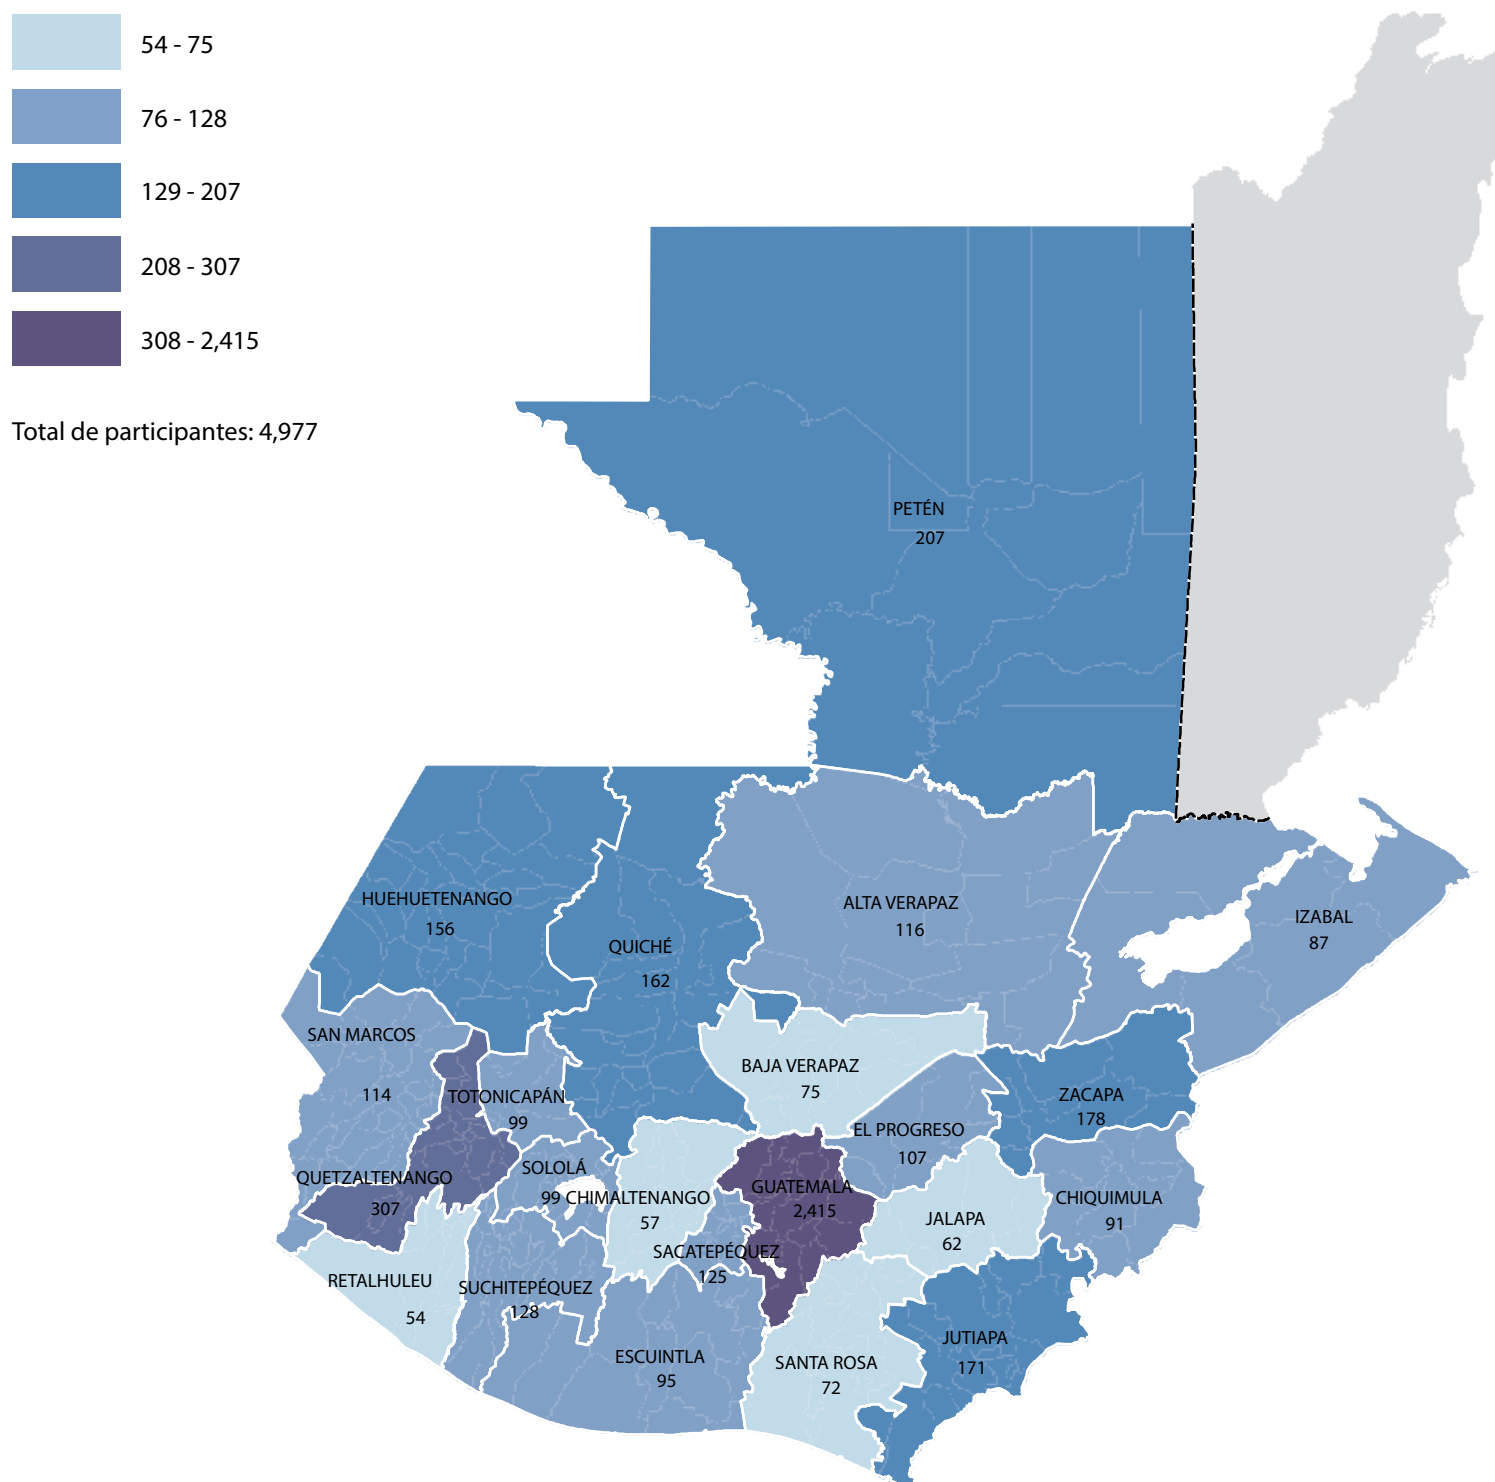 54 - 75
76 - 128
129 - 207
208 - 307
308 - 2,415
Total de participantes: 4,977
PETÉN
207
HUEHUETENANGO
156
QUICHÉ
162
ALTA VERAPAZ
116
IZABAL
87
SAN MARCOS
114
TOTONICAPÁN
99
BAJA VERAPAZ
75
ZACAPA
178
EL PROGRESO
107
QUETZALTENANGO
307
SOLOLÁ
99
CHIMALTENANGO
57
GUATEMALA
2,415
JALAPA
62
CHIQUIMULA
91
SACATEPÉQUEZ
125
RETALHULEU
54
SUCHITEPÉQUEZ
128
ESCUINTLA
95
SANTA ROSA
72
JUTIAPA
171